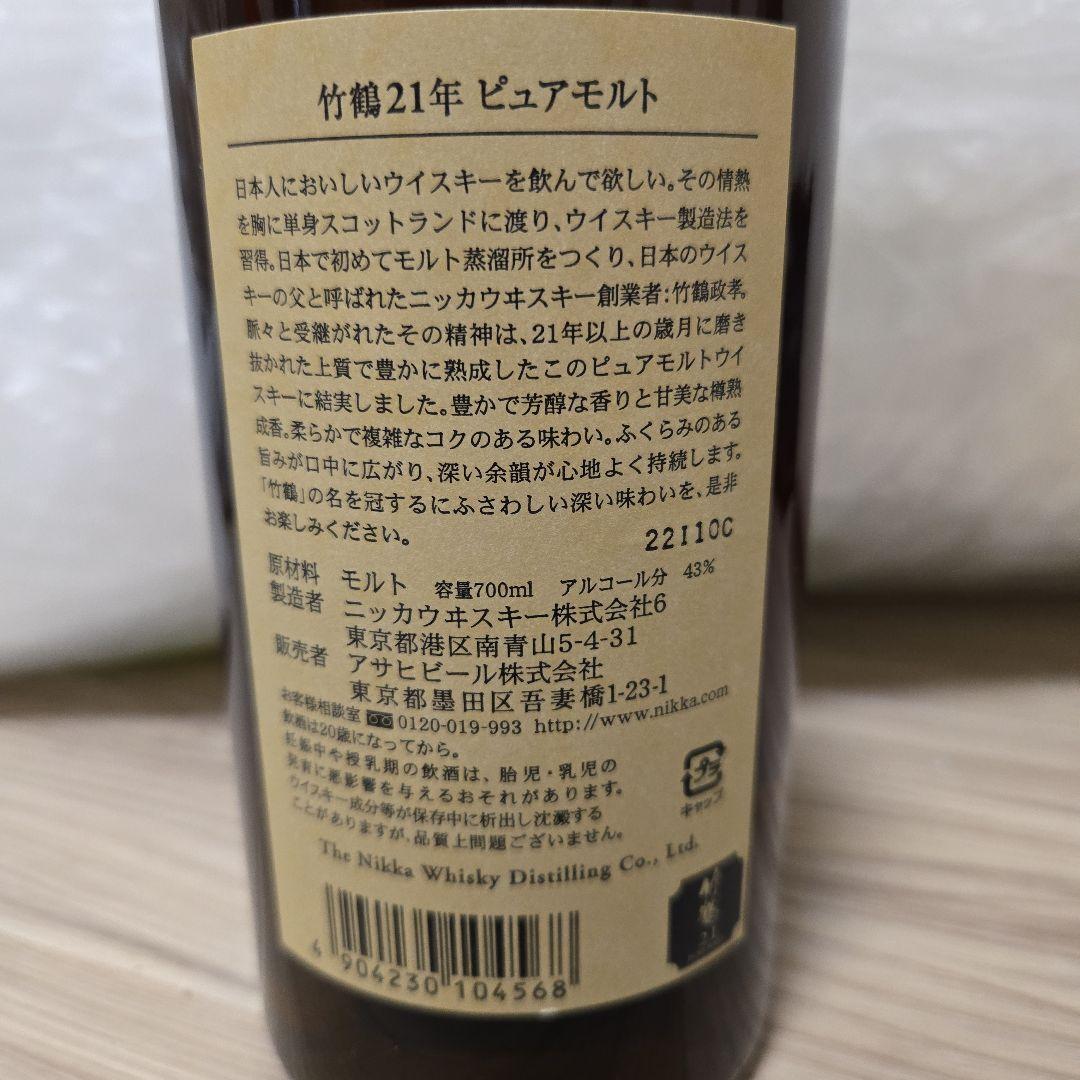 竹鶴21年 ピュアモルト
日本人においしいウイスキーを飲んで欲しい。その情熱
を胸に単身スコットランドに渡り、ウイスキー製造法を
習得。日本で初めてモルト蒸溜所をつくり、日本のウイス
キーの父と呼ばれたニッカウヰスキー創業者:竹鶴政孝。
脈々と受継がれたその精神は、21年以上の歳月に磨き
抜かれた上質で豊かに熟成したこのピュアモルトウイ
スキーに結実しました。豊かで芳醇な香りと甘美な樽熟
成香。柔らかで複雑なコクのある味わい。ふくらみのある
旨みが口中に広がり、深い余韻が心地よく持続します。
「竹鶴」の名を冠するにふさわしい深い味わいを、是非
お楽しみください。
22I10C
原材料 モルト 容量700ml アルコール分 43%
製造者 ニッカウヰスキー株式会社6
東京都港区南青山5-4-31
販売者 アサヒビール株式会社
東京都墨田区吾妻橋1-23-1
お客様相談室 0120-019-993 http://www.nikka.com
飲酒は20歳になってから。
妊娠中や授乳期の飲酒は、胎児・乳児の
発育に悪影響を与えるおそれがあります。
ウイスキー成分等が保存中に析出し沈澱する
ことがありますが、品質上問題ございません。
プラ
キャップ
The Nikka Whisky Distilling Co., Ltd.
竹鶴
21
4 904230 104568